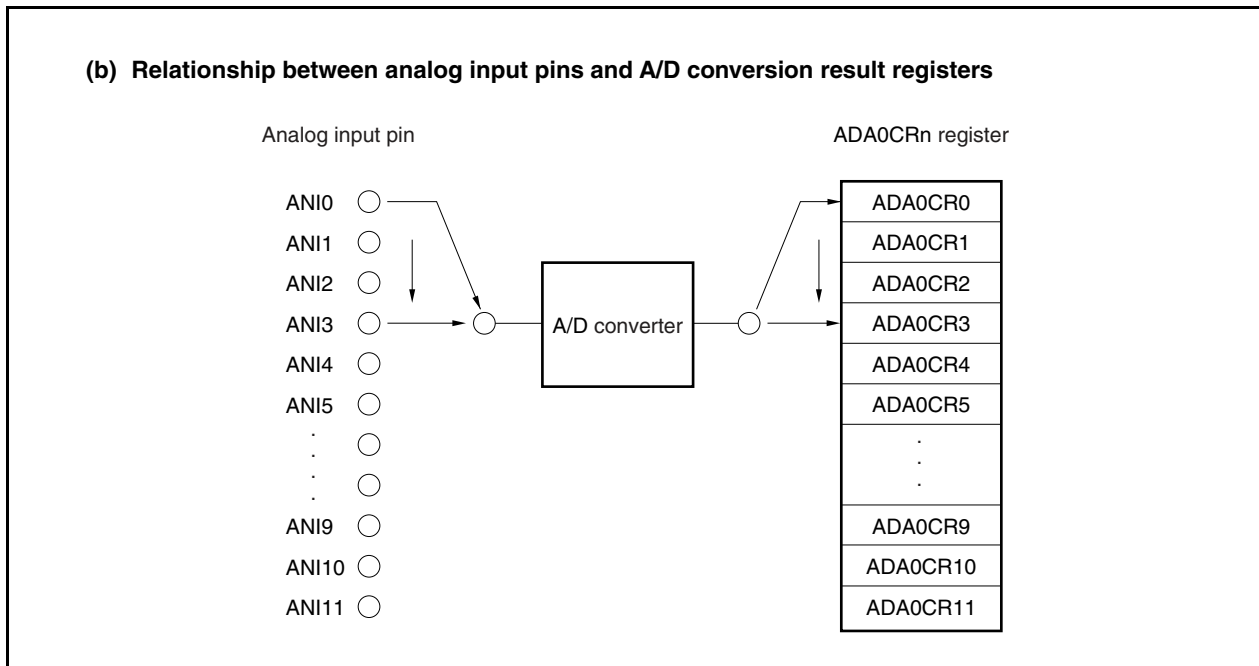 (b) Relationship between analog input pins and A/D conversion result registers
Analog input pin
ADA0CRn register
ANI0
ANI1
ANI2
ANI3
ANI4
ANI5
.
.
.
.
ANI9
ANI10
ANI11
A/D converter
ADA0CR0
ADA0CR1
ADA0CR2
ADA0CR3
ADA0CR4
ADA0CR5
.
.
.
ADA0CR9
ADA0CR10
ADA0CR11